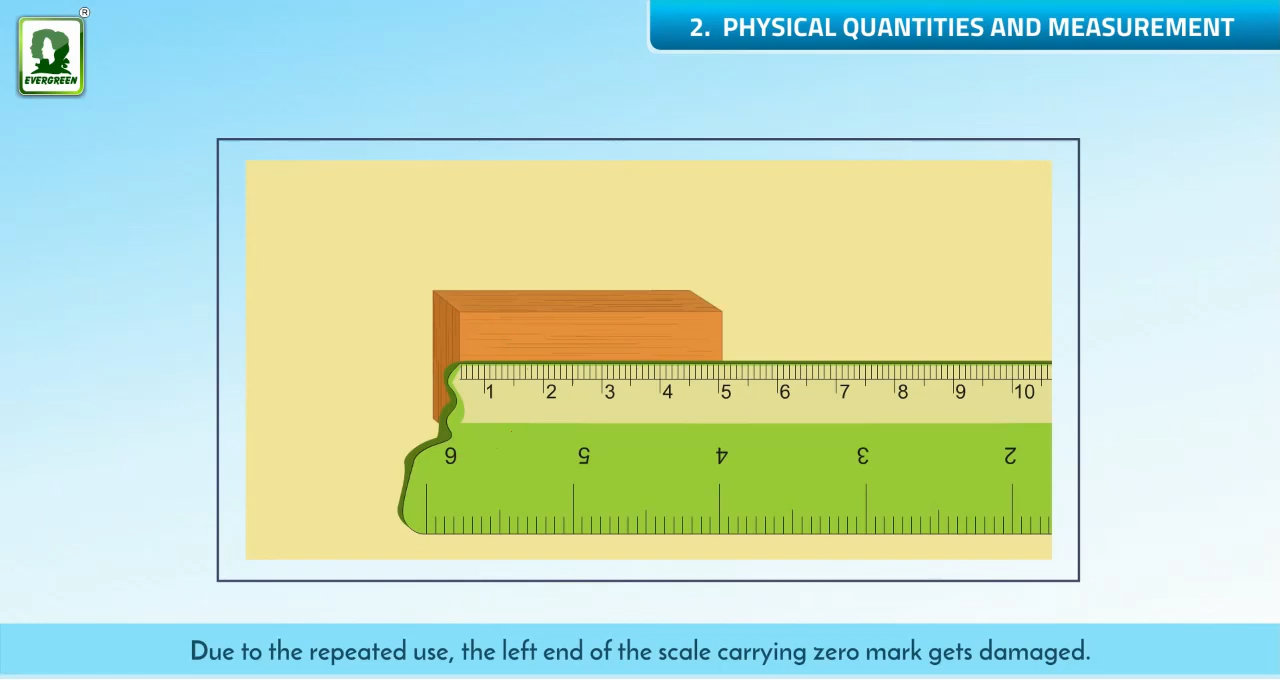 ®
EVERGREEN
2. PHYSICAL QUANTITIES AND MEASUREMENT
1 2 3 4 5 6 7 8 9 10
6 5 4 3 2
Due to the repeated use, the left end of the scale carrying zero mark gets damaged.